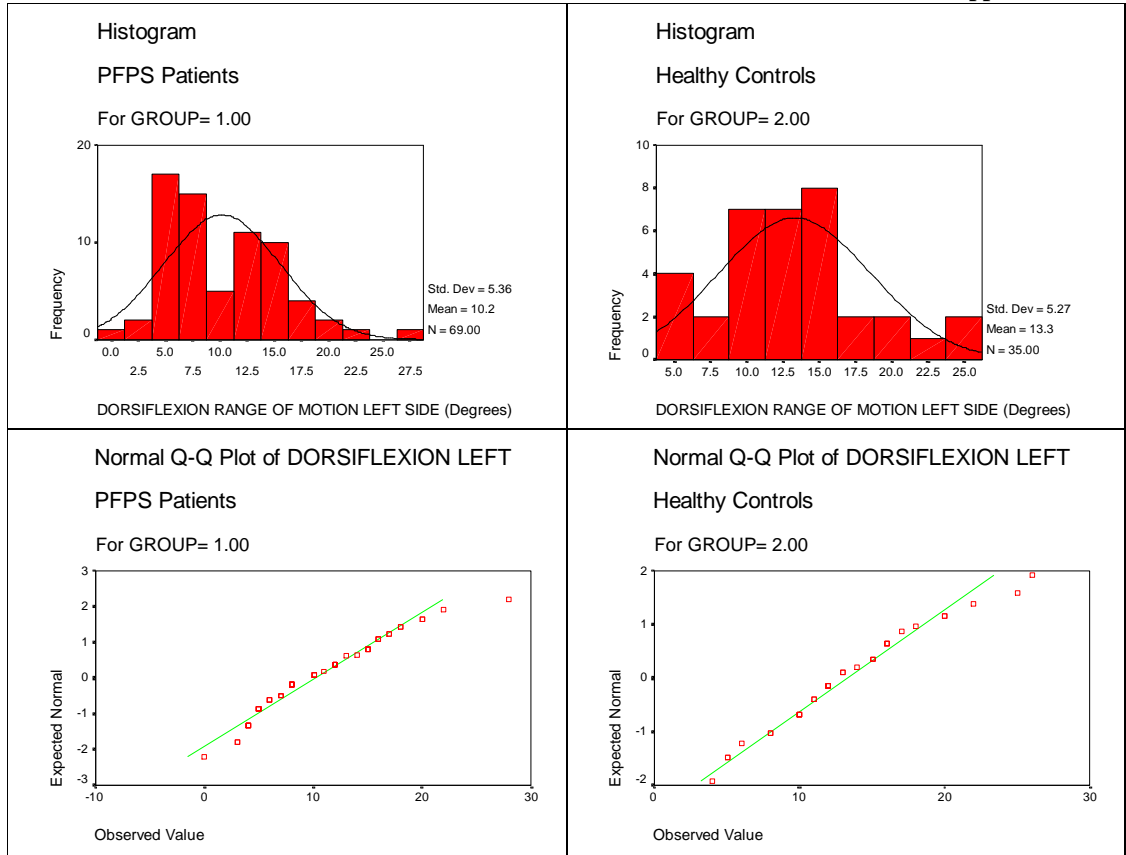 Histogram
PFPS Patients
For GROUP= 1.00
20
10
0
Frequency
Std. Dev = 5.36
Mean = 10.2
N = 69.00
0.0 5.0 10.0 15.0 20.0 25.0
2.5 7.5 12.5 17.5 22.5 27.5
DORSIFLEXION RANGE OF MOTION LEFT SIDE (Degrees)
Histogram
Healthy Controls
For GROUP= 2.00
10
8
6
4
2
0
Frequency
Std. Dev = 5.27
Mean = 13.3
N = 35.00
5.0 7.5 10.0 12.5 15.0 17.5 20.0 22.5 25.0
DORSIFLEXION RANGE OF MOTION LEFT SIDE (Degrees)
Normal Q-Q Plot of DORSIFLEXION LEFT
PFPS Patients
For GROUP= 1.00
3
2
1
0
-1
-2
-3
Expected Normal
-10 0 10 20 30
Observed Value
Normal Q-Q Plot of DORSIFLEXION LEFT
Healthy Controls
For GROUP= 2.00
2
1
0
-1
-2
Expected Normal
0 10 20 30
Observed Value